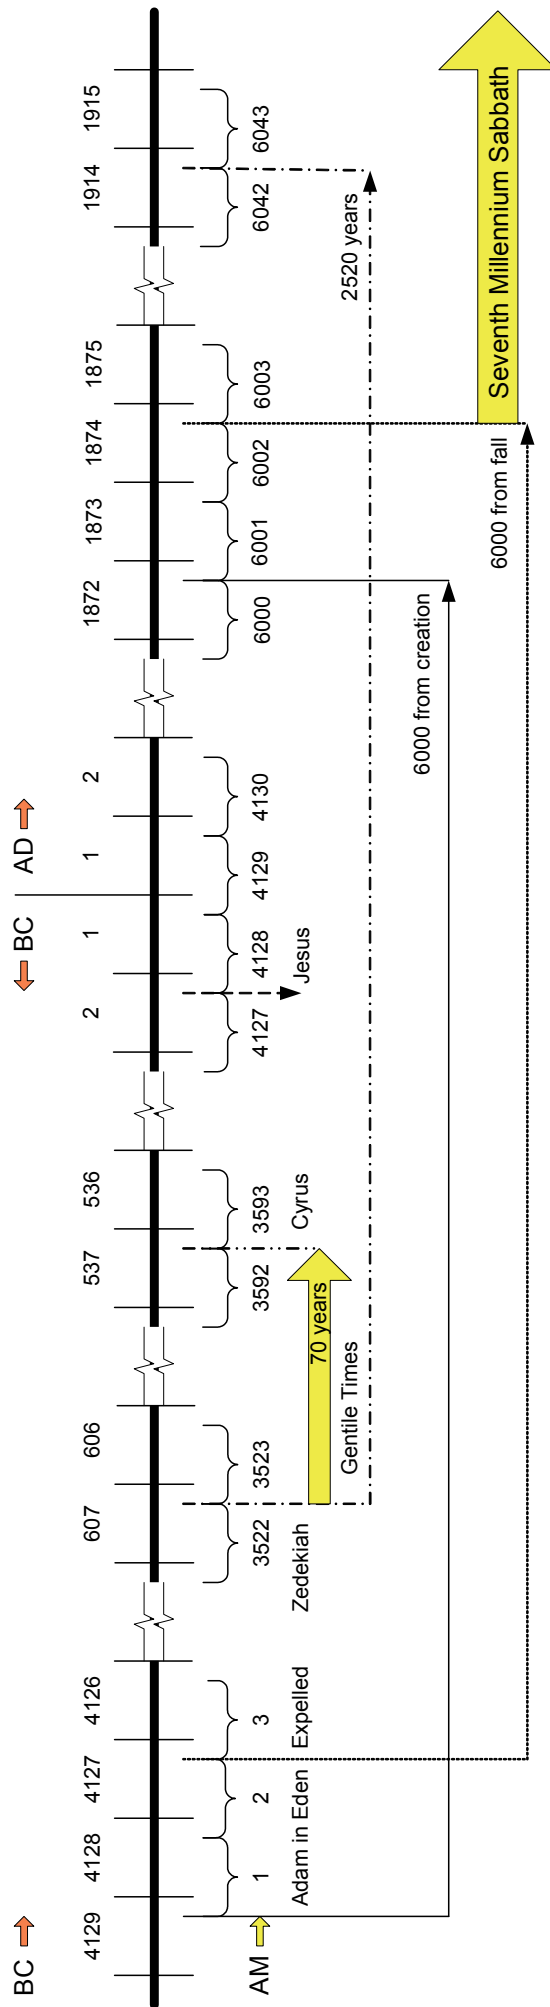 BC BC AD
4129 4128 4127 4126 607 606 537 536 2 1 1 2 1872 1873 1874 1875 1914 1915
AM 1 2 3 3522 3523 3592 3593 4127 4128 4129 4130 6000 6001 6002 6003 6042 6043
Adam in Eden Expelled Zedekiah Cyrus Jesus
70 years
Gentile Times 2520 years
6000 from creation
Seventh Millennium Sabbath
6000 from fall